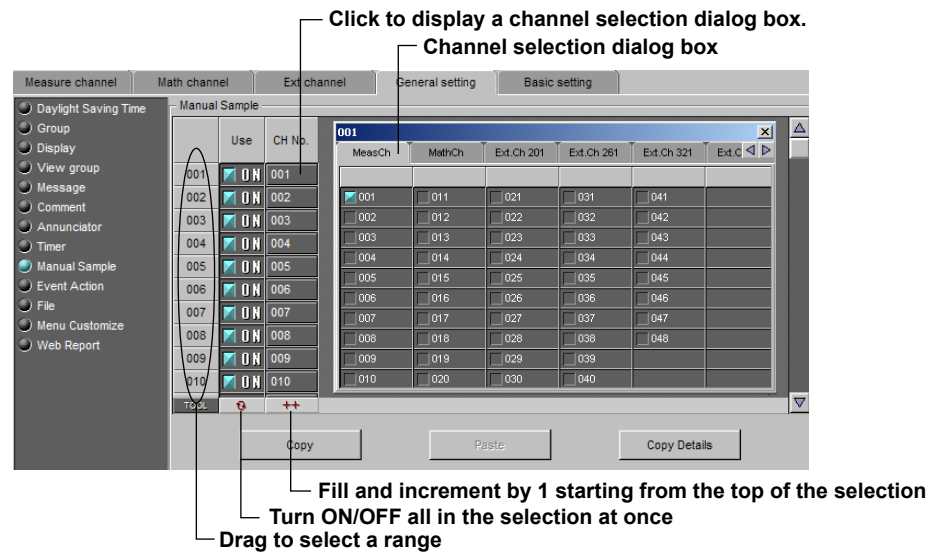 Click to display a channel selection dialog box.
Channel selection dialog box
Measure channel Math channel Ext channel General setting Basic setting
Daylight Saving Time
Group
Display
View group
Message
Comment
Annunciator
Timer
Manual Sample
Event Action
File
Menu Customize
Web Report
Manual Sample
Use CH No.
001 ON 001
002 ON 002
003 ON 003
004 ON 004
005 ON 005
006 ON 006
007 ON 007
008 ON 008
009 ON 009
010 ON 010
TOOL ++
001
MeasCh MathCh Ext.Ch 201 Ext.Ch 261 Ext.Ch 321 Ext.C
001 011 021 031 041
002 012 022 032 042
003 013 023 033 043
004 014 024 034 044
005 015 025 035 045
006 016 026 036 046
007 017 027 037 047
008 018 028 038 048
009 019 029 039
010 020 030 040
Copy Paste Copy Details
Fill and increment by 1 starting from the top of the selection
Turn ON/OFF all in the selection at once
Drag to select a range